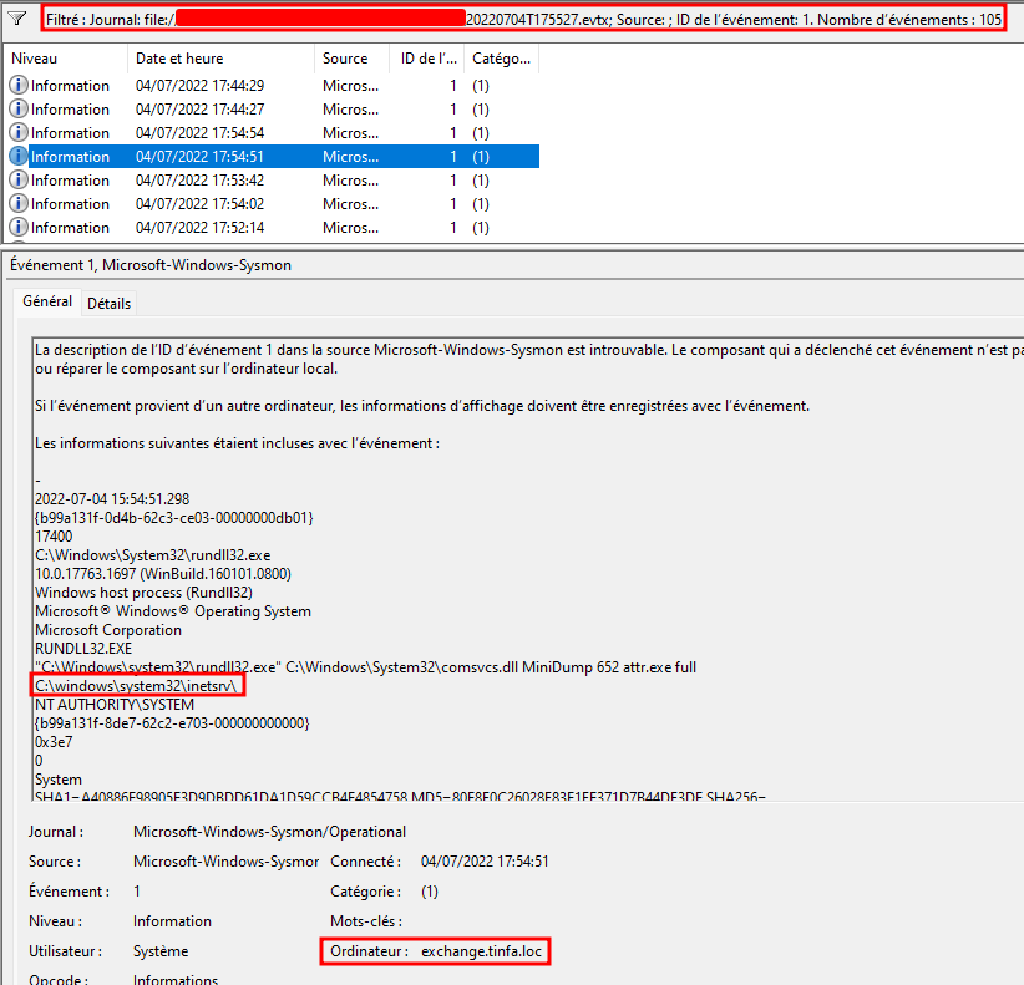 Filtré : Journal: file:/ 20220704T175527.evtx; Source: ; ID de l'événement: 1. Nombre d'événements : 105
Niveau Date et heure Source ID de l'... Catégo...
Information 04/07/2022 17:44:29 Micros... 1 (1)
Information 04/07/2022 17:44:27 Micros... 1 (1)
Information 04/07/2022 17:54:54 Micros... 1 (1)
Information 04/07/2022 17:54:51 Micros... 1 (1)
Information 04/07/2022 17:53:42 Micros... 1 (1)
Information 04/07/2022 17:54:02 Micros... 1 (1)
Information 04/07/2022 17:52:14 Micros... 1 (1)
Événement 1, Microsoft-Windows-Sysmon
Général Détails
La description de l'ID d'événement 1 dans la source Microsoft-Windows-Sysmon est introuvable. Le composant qui a déclenché cet événement n'est pa
ou réparer le composant sur l'ordinateur local.
Si l'événement provient d'un autre ordinateur, les informations d'affichage doivent être enregistrées avec l'événement.
Les informations suivantes étaient incluses avec l'événement :
-
2022-07-04 15:54:51.298
{b99a131f-0d4b-62c3-ce03-00000000db01}
17400
C:\Windows\System32\rundll32.exe
10.0.17763.1697 (WinBuild.160101.0800)
Windows host process (Rundll32)
Microsoft® Windows® Operating System
Microsoft Corporation
RUNDLL32.EXE
"C:\Windows\system32\rundll32.exe" C:\Windows\System32\comsvcs.dll MiniDump 652 attr.exe full
C:\windows\system32\inetsrv\
NT AUTHORITY\SYSTEM
{b99a131f-8de7-62c2-e703-000000000000}
0x3e7
0
System
Journal : Microsoft-Windows-Sysmon/Operational
Source : Microsoft-Windows-Sysmor Connecté : 04/07/2022 17:54:51
Événement : 1 Catégorie : (1)
Niveau : Information Mots-clés :
Utilisateur : Système Ordinateur : exchange.tinfa.loc
Opcode : Informations